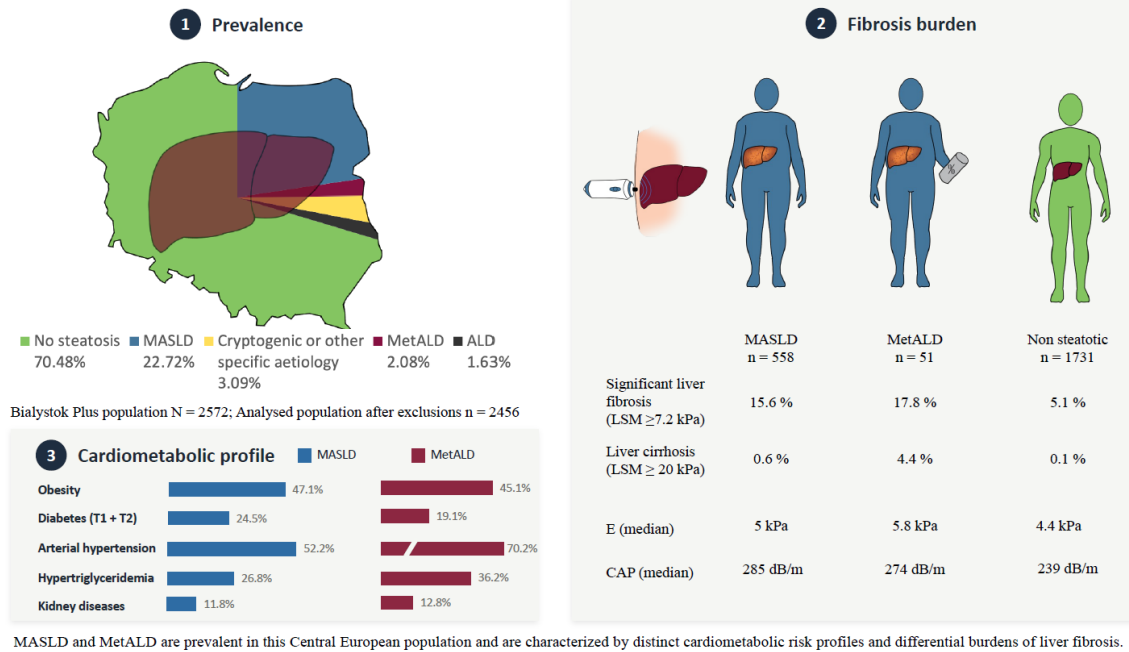 1 Prevalence
No steatosis
70.48%
MASLD
22.72%
Cryptogenic or other
specific aetiology
3.09%
MetALD
2.08%
ALD
1.63%
Bialystok Plus population N = 2572; Analysed population after exclusions n = 2456
2 Fibrosis burden
%
MASLD
n = 558
MetALD
n = 51
Non steatotic
n = 1731
Significant liver
fibrosis
(LSM ≥7.2 kPa)
15.6 % 17.8 % 5.1 %
Liver cirrhosis
(LSM ≥ 20 kPa)
0.6 % 4.4 % 0.1 %
E (median) 5 kPa 5.8 kPa 4.4 kPa
CAP (median) 285 dB/m 274 dB/m 239 dB/m
3 Cardiometabolic profile MASLD MetALD
Obesity 47.1% 45.1%
Diabetes (T1 + T2) 24.5% 19.1%
Arterial hypertension 52.2% 70.2%
Hypertriglyceridemia 26.8% 36.2%
Kidney diseases 11.8% 12.8%
MASLD and MetALD are prevalent in this Central European population and are characterized by distinct cardiometabolic risk profiles and differential burdens of liver fibrosis.